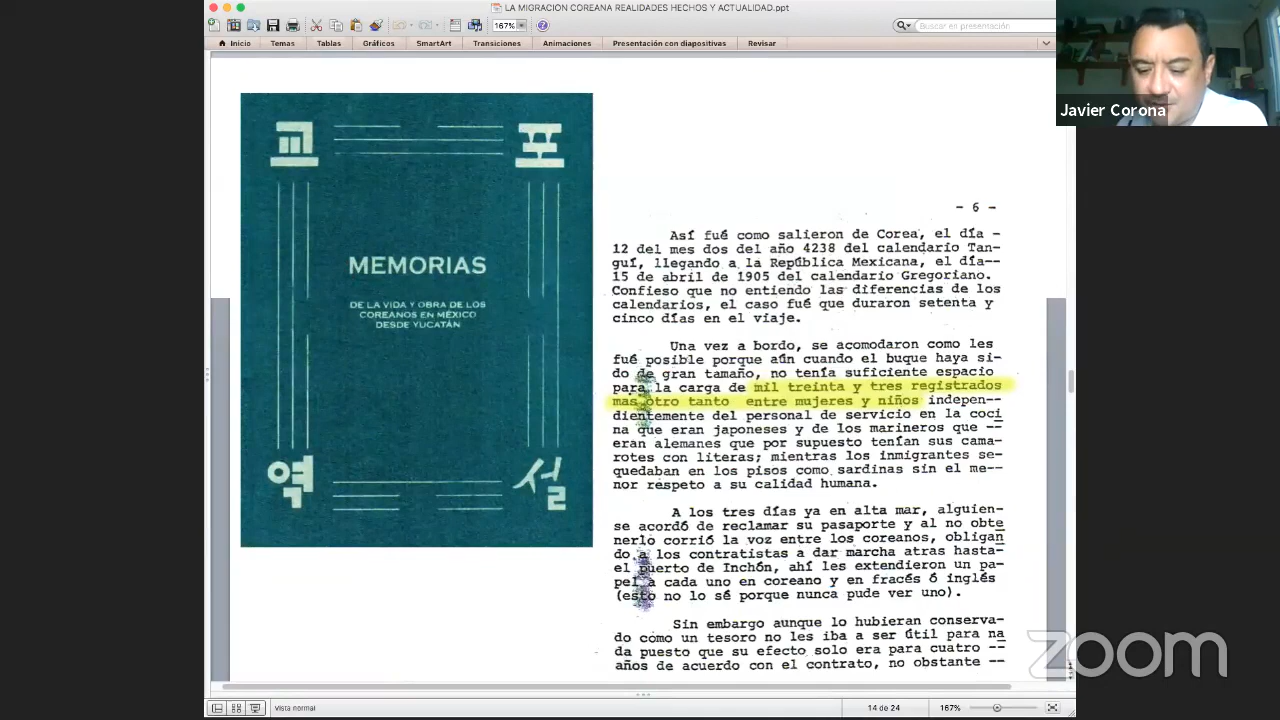 LA MIGRACION COREANA REALIDADES HECHOS Y ACTUALIDAD.ppt
167%
Buscar en presentación
Inicio
Temas
Tablas
Gráficos
SmartArt
Transiciones
Animaciones
Presentación con diapositivas
Revisar
Javier Corona
교 포
MEMORIAS
DE LA VIDA Y OBRA DE LOS
COREANOS EN MÉXICO
DESDE YUCATÁN
역 설
- 6 -
Así fué como salieron de Corea, el día -
12 del mes dos del año 4238 del calendario Tan-
guí, llegando a la República Mexicana, el día--
15 de abril de 1905 del calendario Gregoriano.
Confieso que no entiendo las diferencias de los
calendarios, el caso fué que duraron setenta y
cinco días en el viaje.
Una vez a bordo, se acomodaron como les
fué posible porque aún cuando el buque haya si-
do de gran tamaño, no tenía suficiente espacio
para la carga de mil treinta y tres registrados
mas otro tanto entre mujeres y niños indepen--
dientemente del personal de servicio en la coci
na que eran japoneses y de los marineros que --
eran alemanes que por supuesto tenían sus cama-
rotes con literas; mientras los inmigrantes se-
quedaban en los pisos como sardinas sin el me--
nor respeto a su calidad humana.
A los tres días ya en alta mar, alguien-
se acordó de reclamar su pasaporte y al no obte
nerlo corrió la voz entre los coreanos, obligan
do a los contratistas a dar marcha atras hasta-
el puerto de Inchón, ahí les extendieron un pa-
pel a cada uno en coreano y en fracés ó inglés
(esto no lo sé porque nunca pude ver uno).
Sin embargo aunque lo hubieran conserva-
do como un tesoro no les iba a ser útil para na
da puesto que su efecto solo era para cuatro --
años de acuerdo con el contrato, no obstante --
zoom
Vista normal
14 de 24
167%